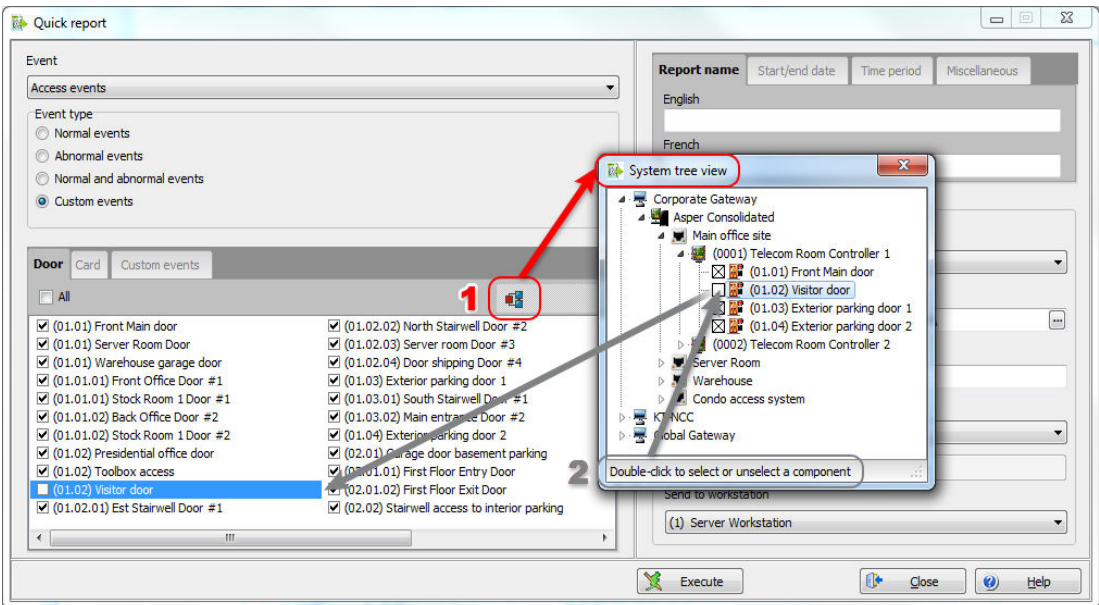 Quick report
Event
Access events
Event type
Normal events
Abnormal events
Normal and abnormal events
Custom events
Door Card Custom events
All
1
(01.01) Front Main door
(01.01) Server Room Door
(01.01) Warehouse garage door
(01.01.01) Front Office Door #1
(01.01.01) Stock Room 1 Door #1
(01.01.02) Back Office Door #2
(01.01.02) Stock Room 1 Door #2
(01.02) Presidential office door
(01.02) Toolbox access
(01.02) Visitor door
(01.02.01) Est Stairwell Door #1
(01.02.02) North Stairwell Door #2
(01.02.03) Server room Door #3
(01.02.04) Door shipping Door #4
(01.03) Exterior parking door 1
(01.03.01) South Stairwell Door #1
(01.03.02) Main entrance Door #2
(01.04) Exterior parking door 2
(02.01) Garage door basement parking
(02.01.01) First Floor Entry Door
(02.01.02) First Floor Exit Door
(02.02) Stairwell access to interior parking
Report name Start/end date Time period Miscellaneous
English
French
System tree view
Corporate Gateway
Asper Consolidated
Main office site
(0001) Telecom Room Controller 1
(01.01) Front Main door
(01.02) Visitor door
(01.03) Exterior parking door 1
(01.04) Exterior parking door 2
(0002) Telecom Room Controller 2
Server Room
Warehouse
Condo access system
KT-NCC
Global Gateway
2
Double-click to select or unselect a component
Send to workstation
(1) Server Workstation
Execute Close Help